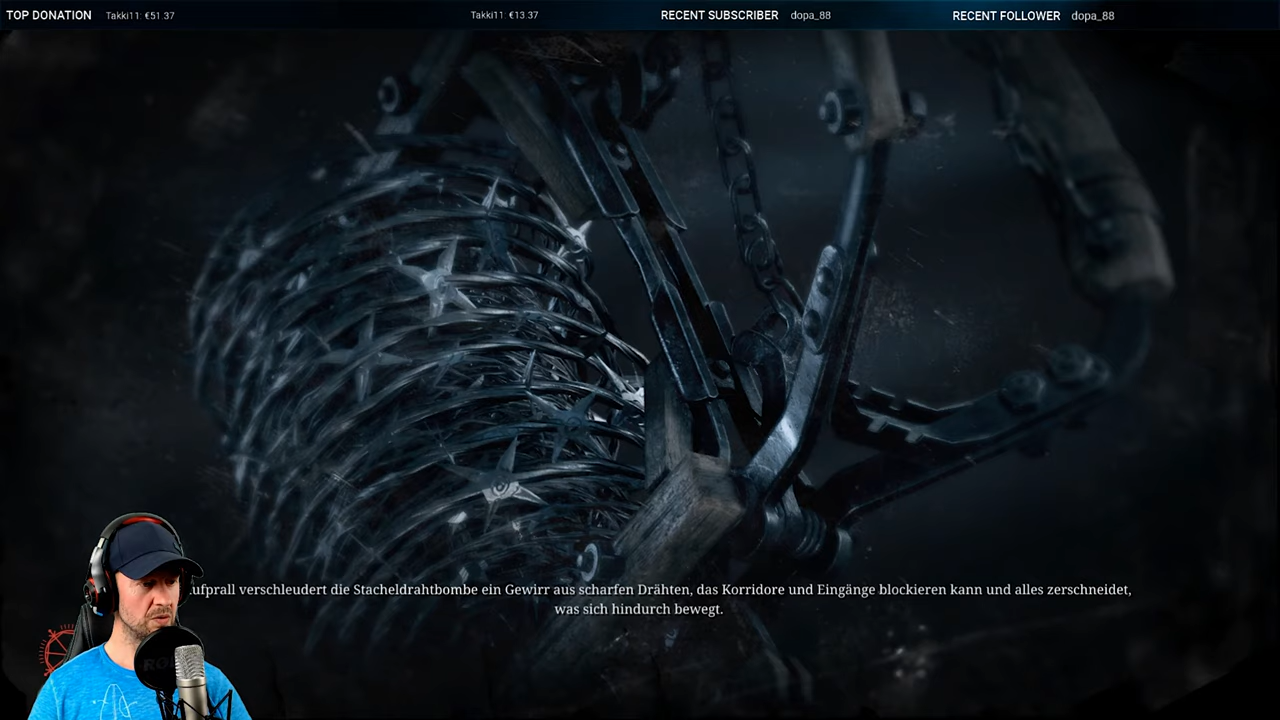 TOP DONATION Takki11: €51.37 Takki11: €13.37 RECENT SUBSCRIBER dopa_88 RECENT FOLLOWER dopa_88
verschleudert die Stacheldrahtbombe ein Gewirr aus scharfen Drähten, das Korridore und Eingänge blockieren kann und alles zerschneidet,
was sich hindurch bewegt.